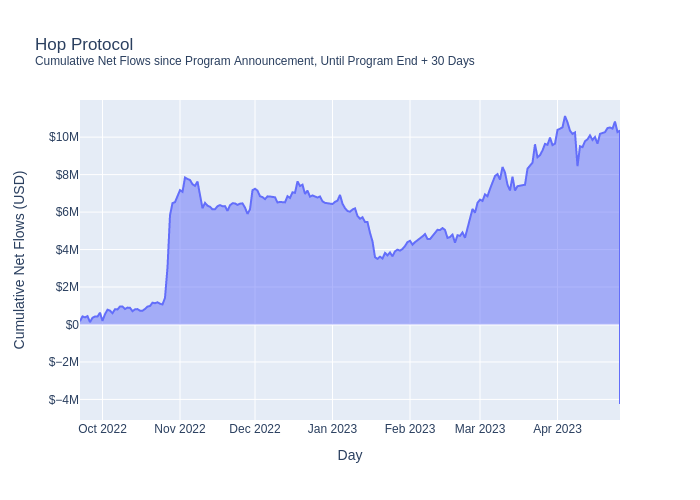 Hop Protocol
Cumulative Net Flows since Program Announcement, Until Program End + 30 Days
Cumulative Net Flows (USD)
$10M
$8M
$6M
$4M
$2M
$0
$−2M
$−4M
Oct 2022 Nov 2022 Dec 2022 Jan 2023 Feb 2023 Mar 2023 Apr 2023
Day